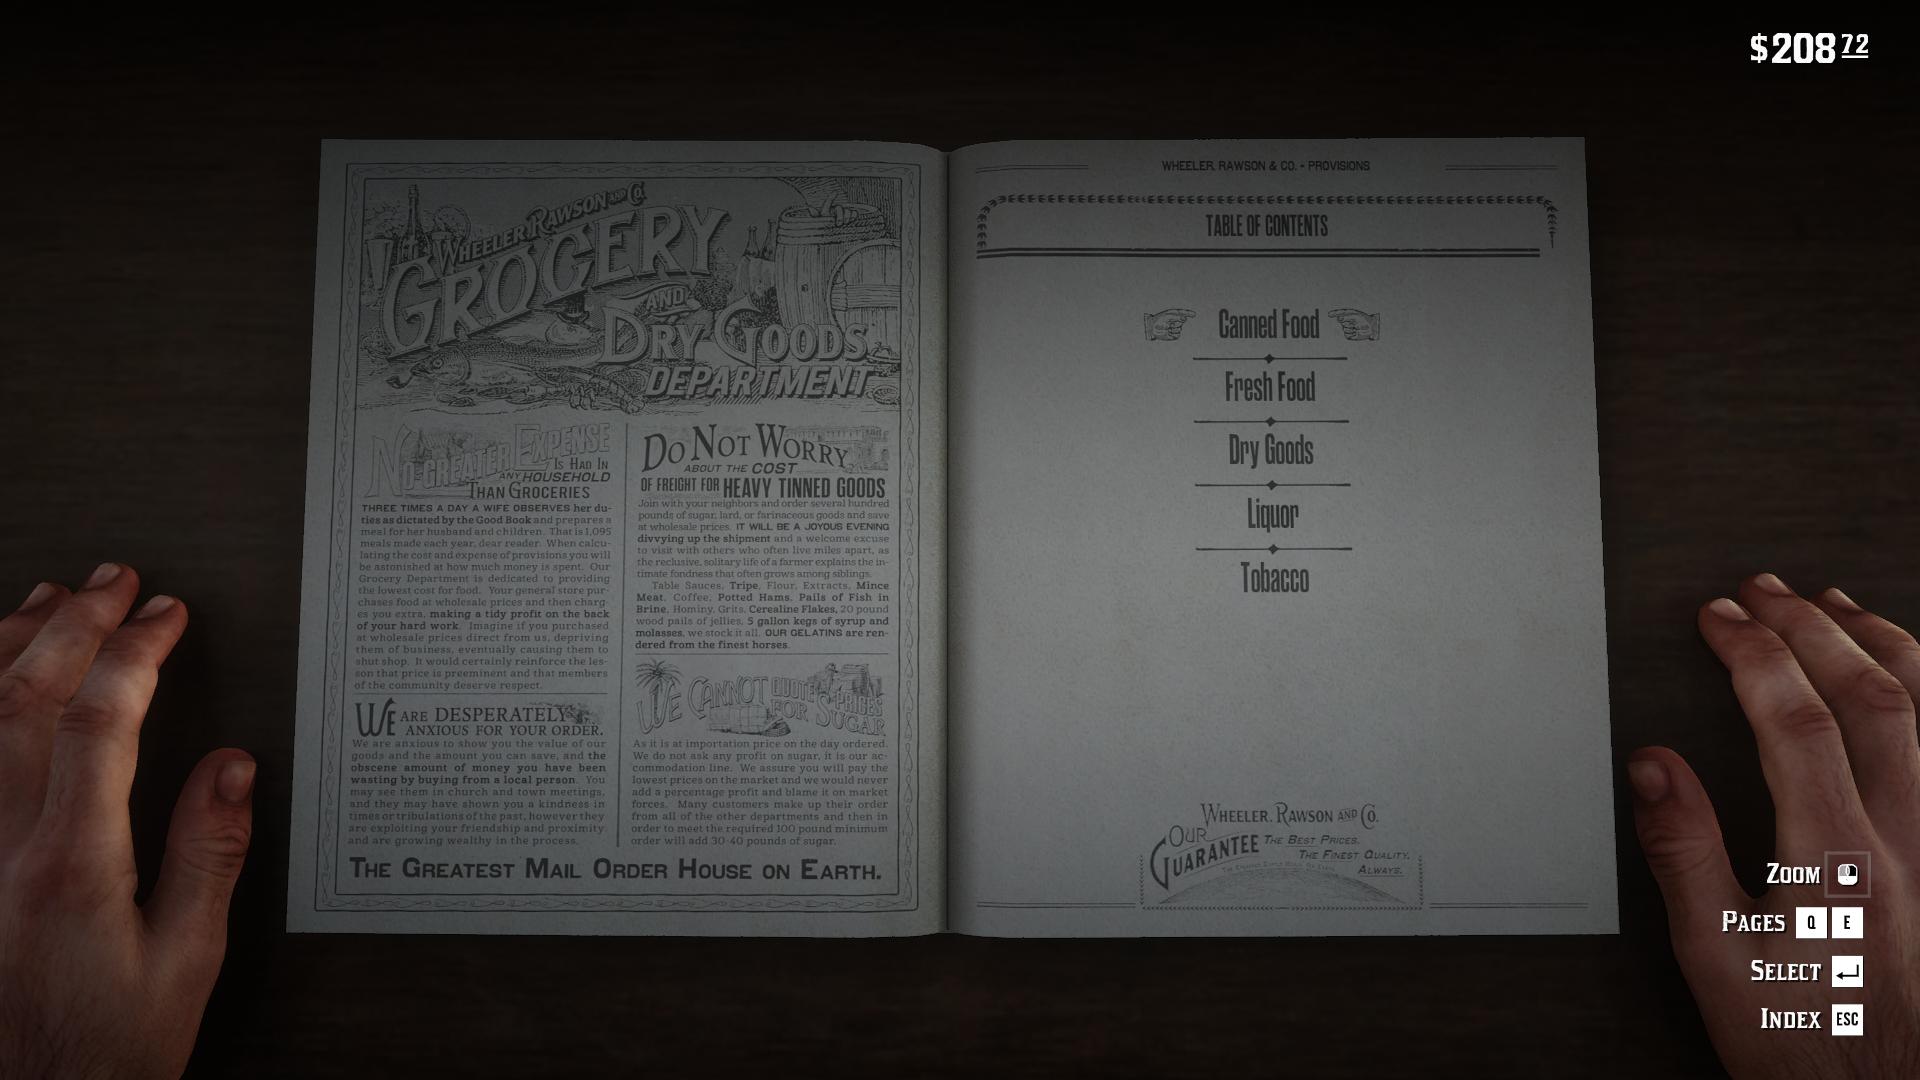 $208 72
WHEELER, RAWSON AND CO.
GROCERY
AND
DRY GOODS
DEPARTMENT
NO GREATER EXPENSE
IS HAD IN
ANY HOUSEHOLD
THAN GROCERIES
THREE TIMES A DAY A WIFE OBSERVES her du-
ties as dictated by the Good Book and prepares a
meal for her husband and children. That is 1,095
meals made each year, dear reader. When calcu-
lating the cost and expense of provisions you will
be astonished at how much money is spent. Our
Grocery Department is dedicated to providing
the lowest cost for food. Your general store pur-
chases food at wholesale prices and then charg-
es you extra, making a tidy profit on the back
of your hard work. Imagine if you purchased
at wholesale prices direct from us, depriving
them of business, eventually causing them to
shut shop. It would certainly reinforce the les-
son that price is preeminent and that members
of the community deserve respect.
WE ARE DESPERATELY
ANXIOUS FOR YOUR ORDER.
We are anxious to show you the value of our
goods and the amount you can save, and the
obscene amount of money you have been
wasting by buying from a local person. You
may see them in church and town meetings,
and they may have shown you a kindness in
times or tribulations of the past, however they
are exploiting your friendship and proximity
and are growing wealthy in the process.
DO NOT WORRY
ABOUT THE COST
OF FREIGHT FOR HEAVY TINNED GOODS
Join with your neighbors and order several hundred
pounds of sugar, lard, or farinaceous goods and save
at wholesale prices. IT WILL BE A JOYOUS EVENING
divvying up the shipment and a welcome excuse
to visit with others who often live miles apart, as
the reclusive, solitary life of a farmer explains the in-
timate fondness that often grows among siblings.
Table Sauces, Tripe, Flour, Extracts, Mince
Meat, Coffee, Potted Hams, Pails of Fish in
Brine, Hominy, Grits, Cerealine Flakes, 20 pound
wood pails of jellies, 5 gallon kegs of syrup and
molasses, we stock it all. OUR GELATINS are ren-
dered from the finest horses.
WE CANNOT QUOTE PRICES
FOR SUGAR
As it is at importation price on the day ordered.
We do not ask any profit on sugar, it is our ac-
commodation line. We assure you will pay the
lowest prices on the market and we would never
add a percentage profit and blame it on market
forces. Many customers make up their order
from all of the other departments and then in
order to meet the required 100 pound minimum
order will add 30-40 pounds of sugar.
THE GREATEST MAIL ORDER HOUSE ON EARTH.
WHEELER, RAWSON & CO. - PROVISIONS
TABLE OF CONTENTS
Canned Food
Fresh Food
Dry Goods
Liquor
Tobacco
WHEELER, RAWSON AND CO.
OUR GUARANTEE
THE BEST PRICES.
THE FINEST QUALITY.
ALWAYS.
ZOOM
PAGES Q E
SELECT
INDEX ESC